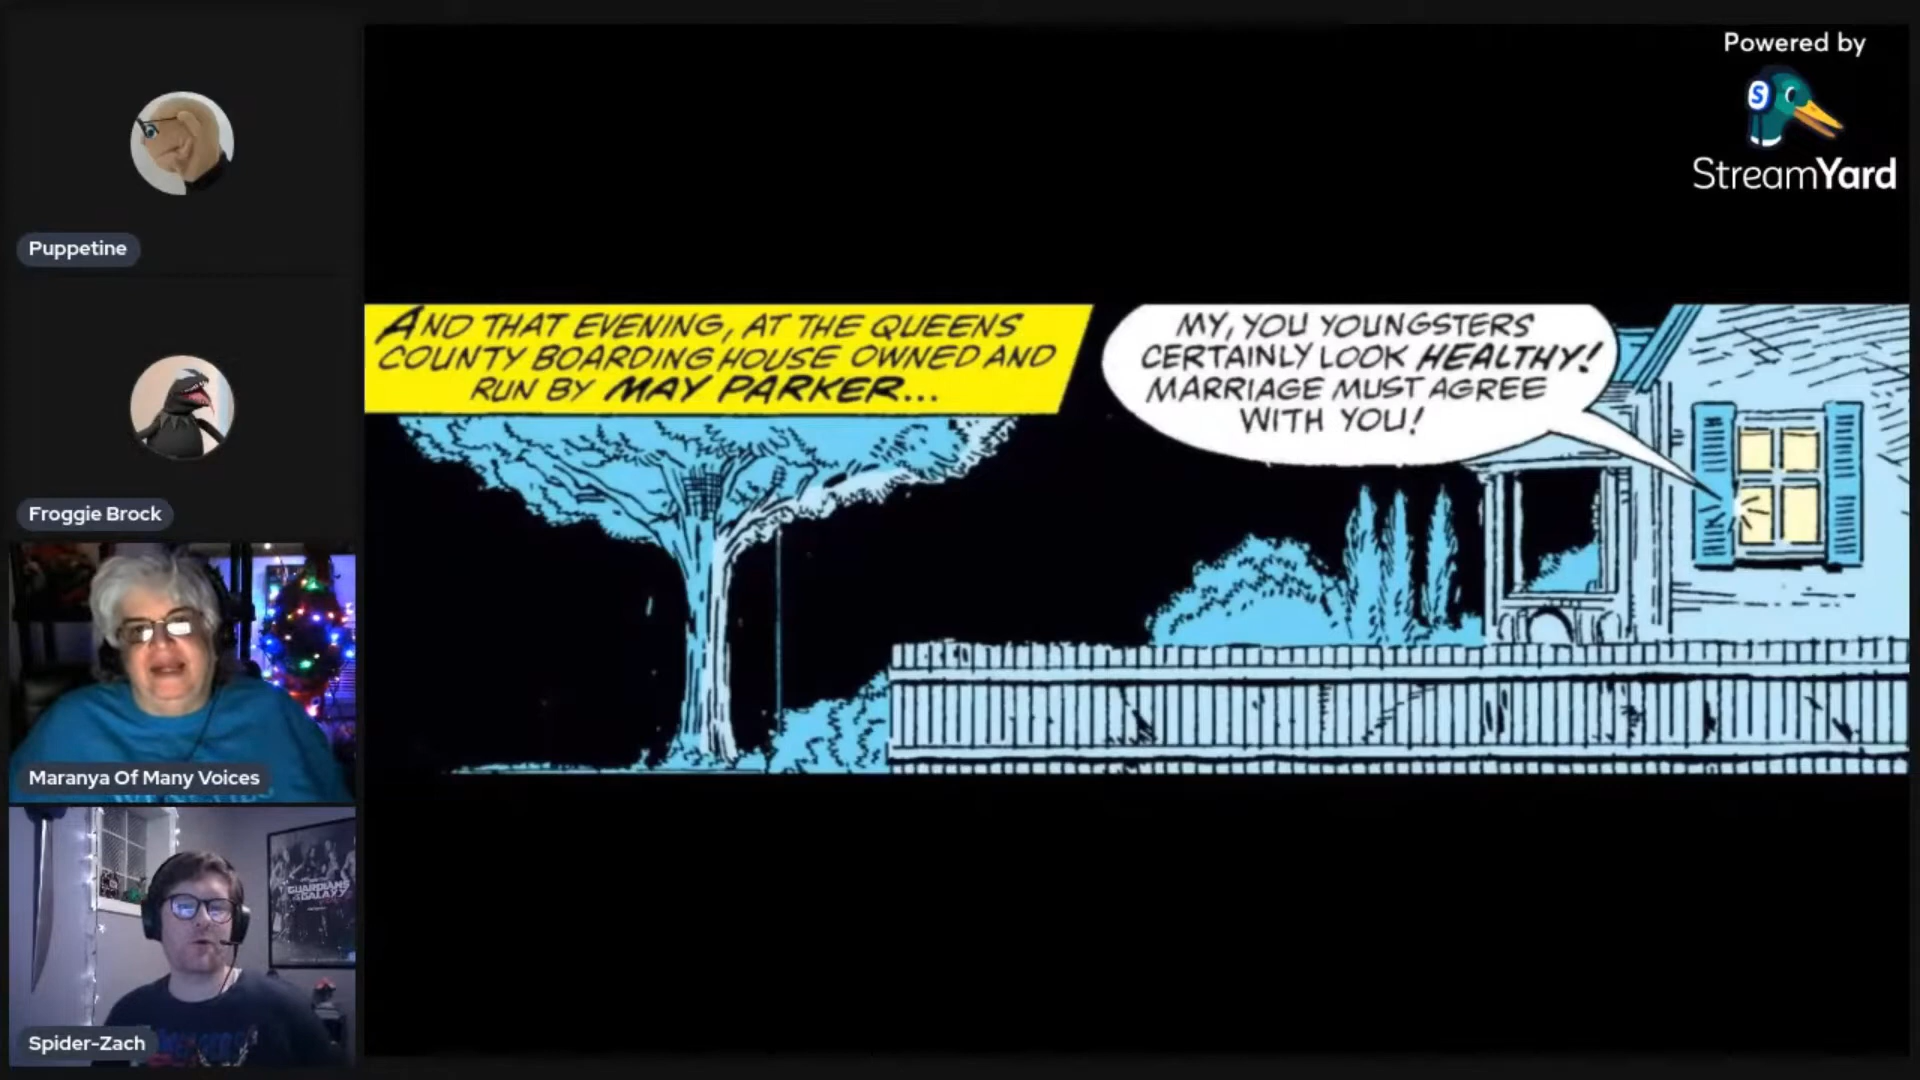 Powered by
S
StreamYard
Puppetine
Froggie Brock
Maranya Of Many Voices
Spider-Zach
AND THAT EVENING, AT THE QUEENS
COUNTY BOARDING HOUSE OWNED AND
RUN BY MAY PARKER...
MY, YOU YOUNGSTERS
CERTAINLY LOOK HEALTHY!
MARRIAGE MUST AGREE
WITH YOU!
GUARDIANS
GALAXY